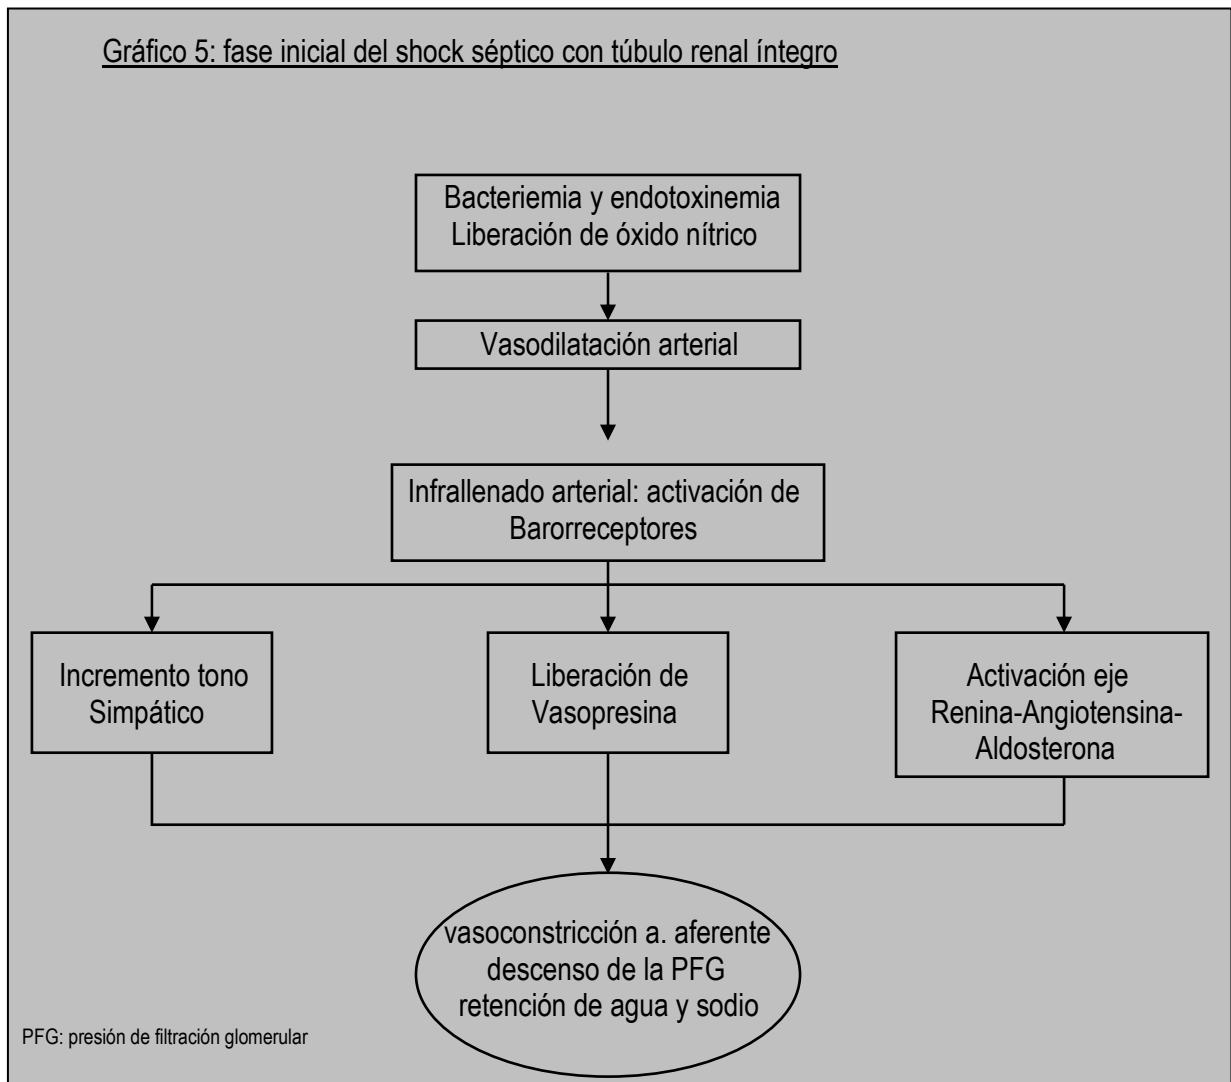 Gráfico 5: fase inicial del shock séptico con túbulo renal íntegro
Bacteriemia y endotoxinemia
Liberación de óxido nítrico
Vasodilatación arterial
Infrallenado arterial: activación de
Barorreceptores
Incremento tono
Simpático
Liberación de
Vasopresina
Activación eje
Renina-Angiotensina-
Aldosterona
vasoconstricción a. aferente
descenso de la PFG
retención de agua y sodio
PFG: presión de filtración glomerular